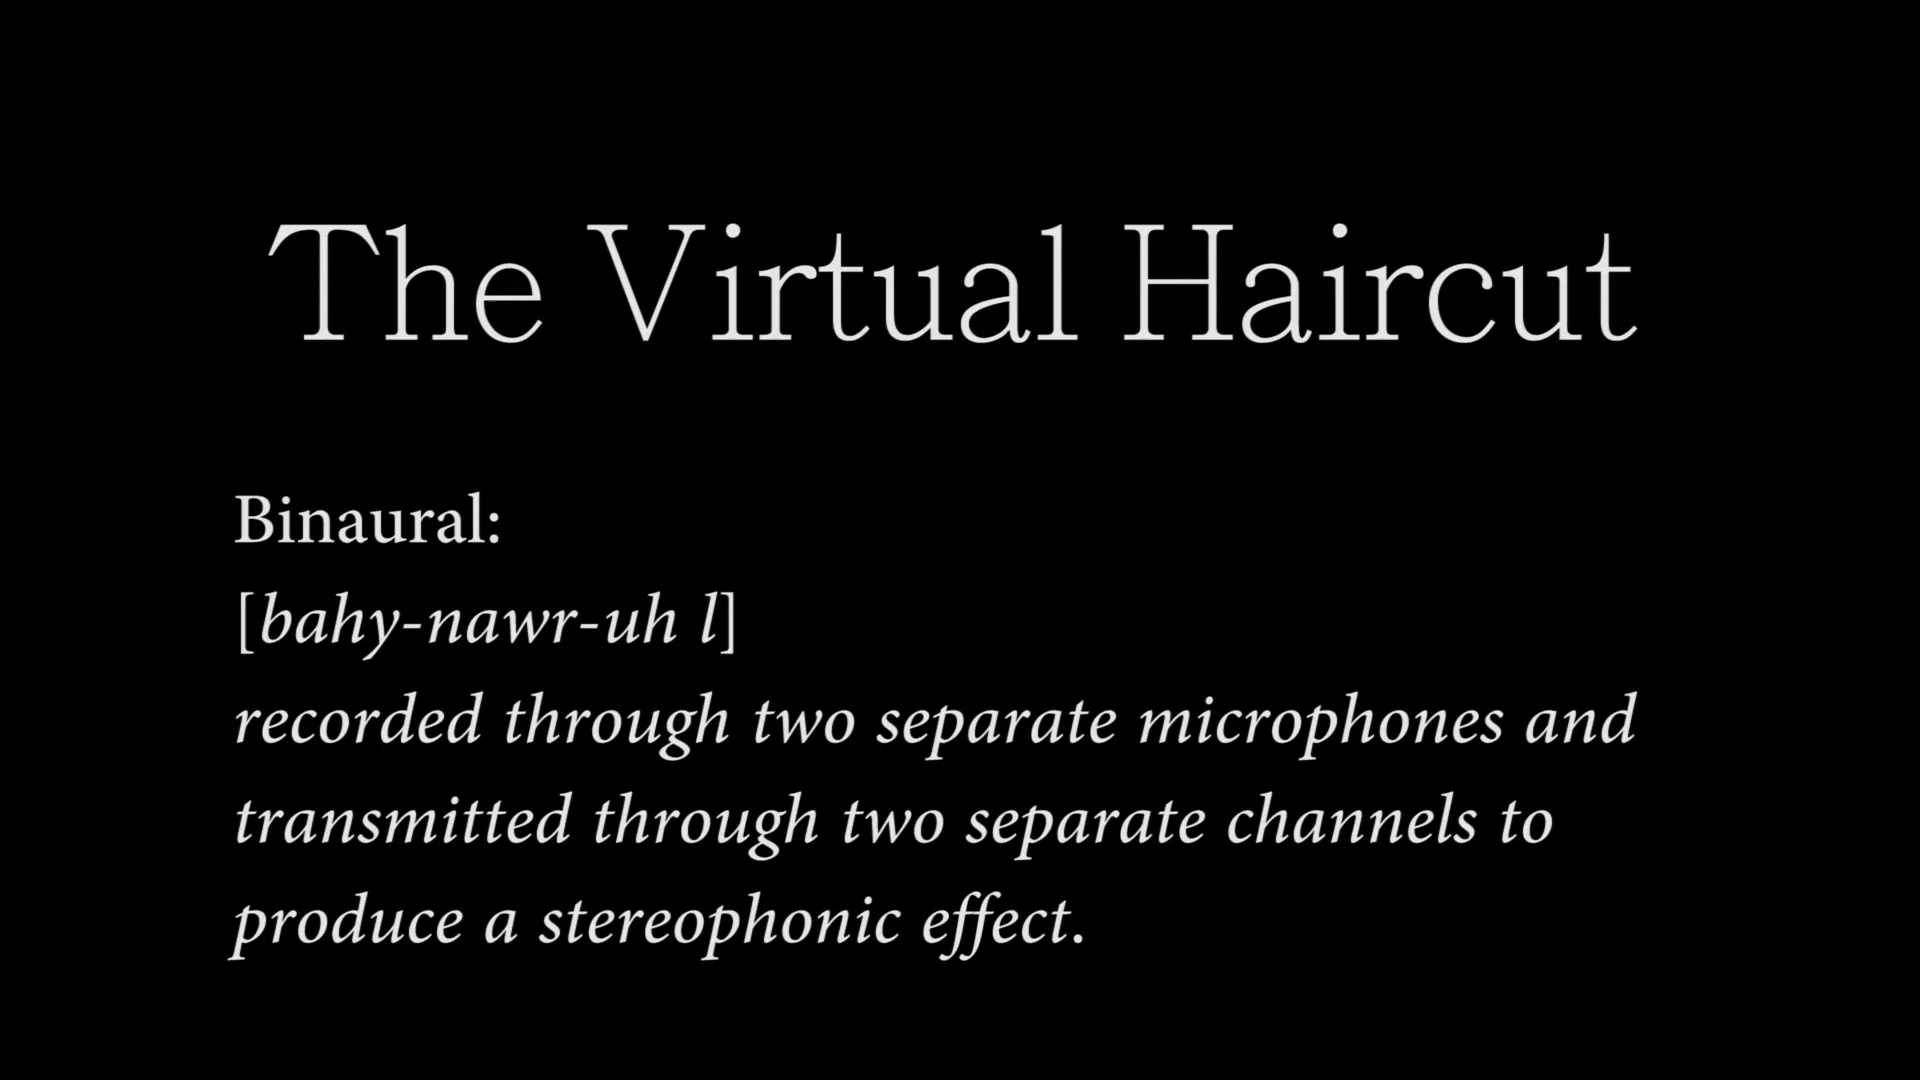 The Virtual Haircut
Binaural:
[bahy-nawr-uh l]
recorded through two separate microphones and
transmitted through two separate channels to
produce a stereophonic effect.